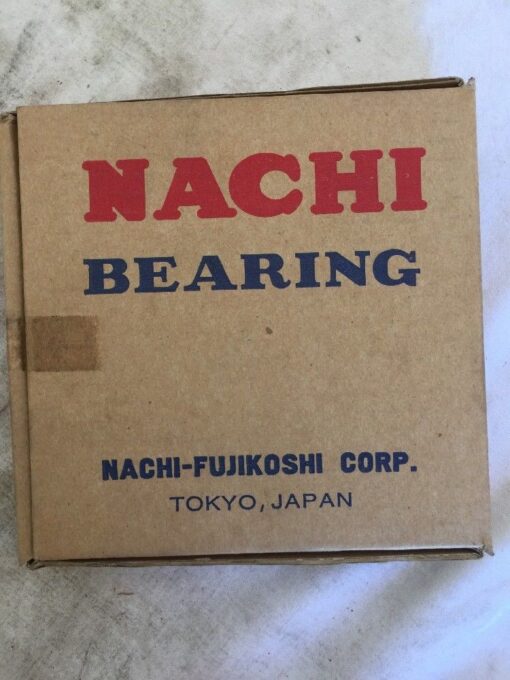 NACHI
BEARING
NACHI-FUJIKOSHI CORP.
TOKYO, JAPAN